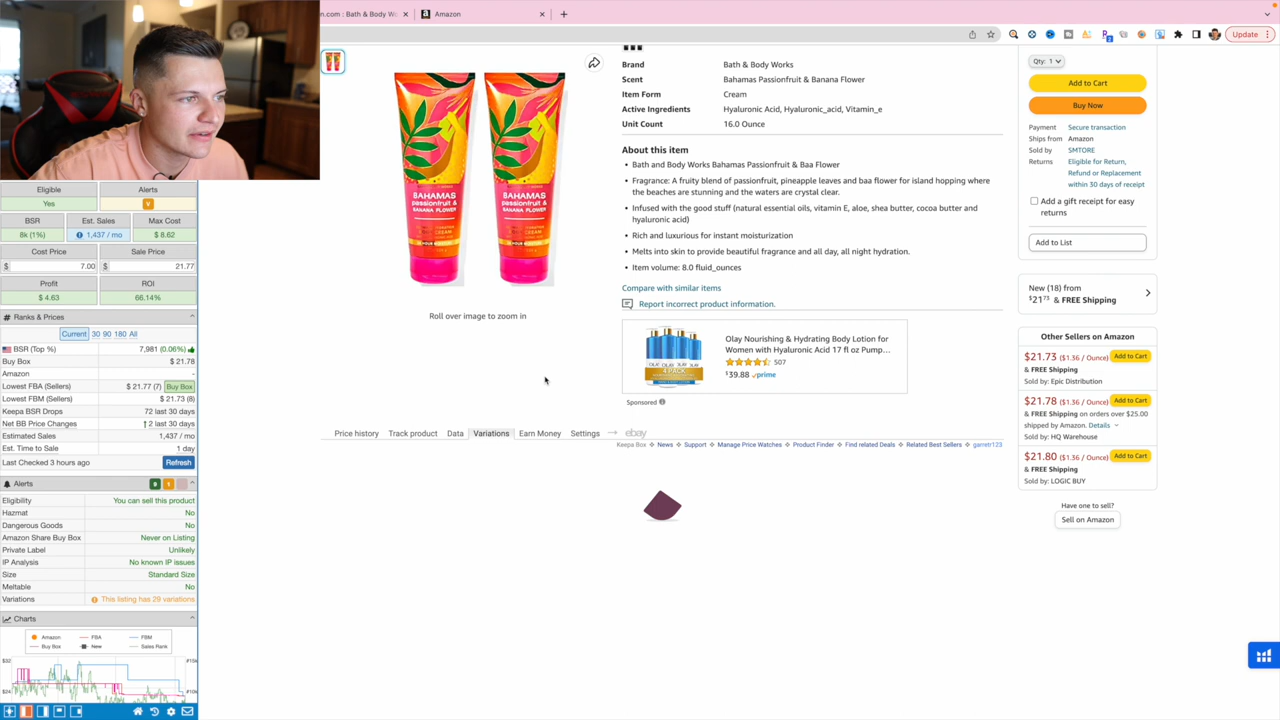 n.com : Bath & Body Wo
Amazon
Update
Eligible
Alerts
Yes
V
BSR
Est. Sales
Max Cost
8k (1%)
1,437 / mo
$ 8.62
Cost Price
Sale Price
$ 7.00
$ 21.77
Profit
ROI
$ 4.63
66.14%
Ranks & Prices
Current 30 90 180 All
BSR (Top %) 7,981 (0.06%)
Buy Box $ 21.78
Amazon -
Lowest FBA (Sellers) $ 21.77 (7) Buy Box
Lowest FBM (Sellers) $ 21.73 (8)
Keepa BSR Drops 72 last 30 days
Net BB Price Changes 2 last 30 days
Estimated Sales 1,437 / mo
Est. Time to Sale 1 day
Last Checked 3 hours ago Refresh
Alerts 9 1
Eligibility You can sell this product
Hazmat No
Dangerous Goods No
Amazon Share Buy Box Never on Listing
Private Label Unlikely
IP Analysis No known IP issues
Size Standard Size
Meltable No
Variations This listing has 29 variations
Charts
Amazon FBA FBM
Buy Box New Sales Rank
$32
#15k
$24
#10k
BAHAMAS
passionfruit &
BANANA FLOWER
BAHAMAS
passionfruit &
BANANA FLOWER
Roll over image to zoom in
Brand Bath & Body Works
Scent Bahamas Passionfruit & Banana Flower
Item Form Cream
Active Ingredients Hyaluronic Acid, Hyaluronic_acid, Vitamin_e
Unit Count 16.0 Ounce
About this item
• Bath and Body Works Bahamas Passionfruit & Baa Flower
• Fragrance: A fruity blend of passionfruit, pineapple leaves and baa flower for island hopping where
the beaches are stunning and the waters are crystal clear.
• Infused with the good stuff (natural essential oils, vitamin E, aloe, shea butter, cocoa butter and
hyaluronic acid)
• Rich and luxurious for instant moisturization
• Melts into skin to provide beautiful fragrance and all day, all night hydration.
• Item volume: 8.0 fluid_ounces
Compare with similar items
Report incorrect product information.
Olay Nourishing & Hydrating Body Lotion for
Women with Hyaluronic Acid 17 fl oz Pump...
507
$39.88 prime
4 PACK
Sponsored
Price history Track product Data Variations Earn Money Settings ebay
Keepa Box News Support Manage Price Watches Product Finder Find related Deals Related Best Sellers garretr123
Qty: 1
Add to Cart
Buy Now
Payment Secure transaction
Ships from Amazon
Sold by SMTORE
Returns Eligible for Return,
Refund or Replacement
within 30 days of receipt
Add a gift receipt for easy
returns
Add to List
New (18) from
$21.73 & FREE Shipping
Other Sellers on Amazon
$21.73 ($1.36 / Ounce) Add to Cart
& FREE Shipping
Sold by: Epic Distribution
$21.78 ($1.36 / Ounce) Add to Cart
& FREE Shipping on orders over $25.00
shipped by Amazon. Details
Sold by: HQ Warehouse
$21.80 ($1.36 / Ounce) Add to Cart
& FREE Shipping
Sold by: LOGIC BUY
Have one to sell?
Sell on Amazon